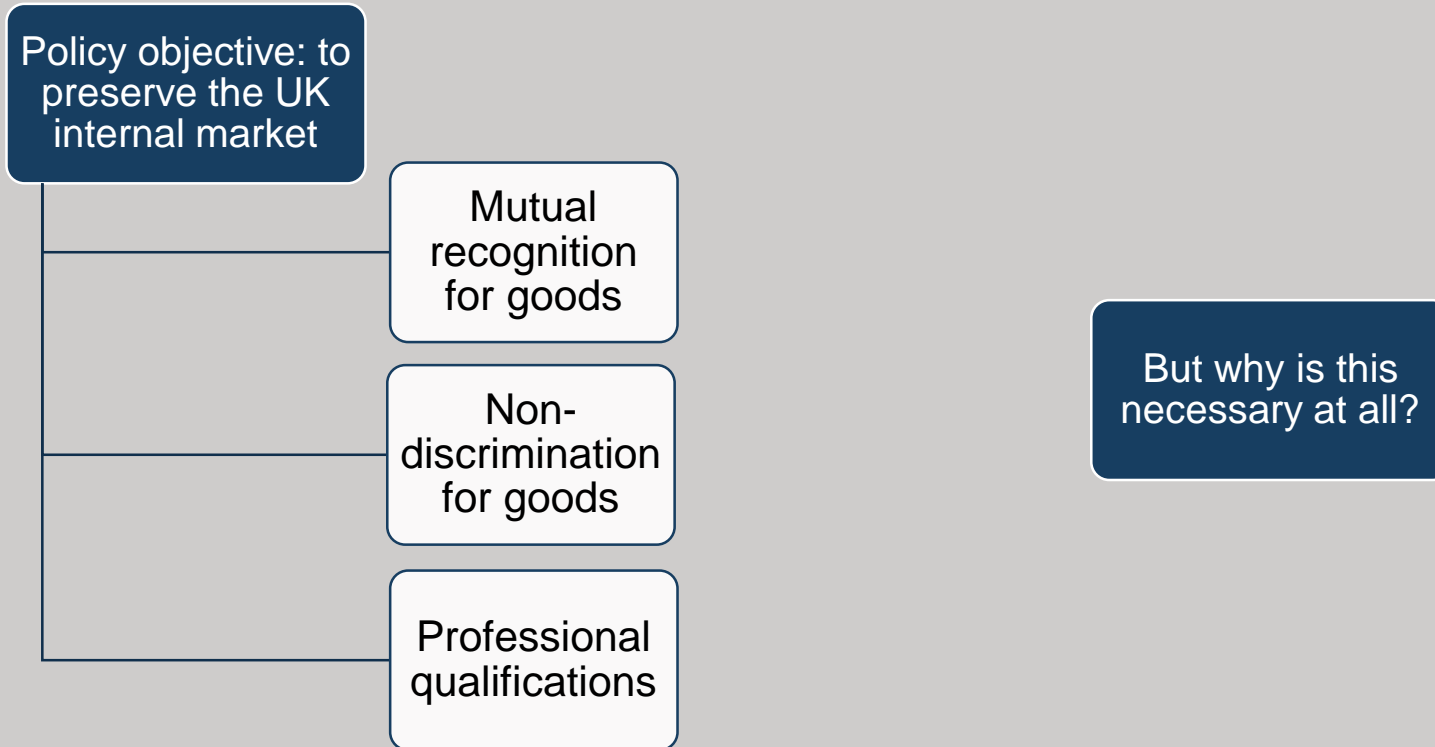 Policy objective: to
preserve the UK
internal market
Mutual
recognition
for goods
Non-
discrimination
for goods
Professional
qualifications
But why is this
necessary at all?